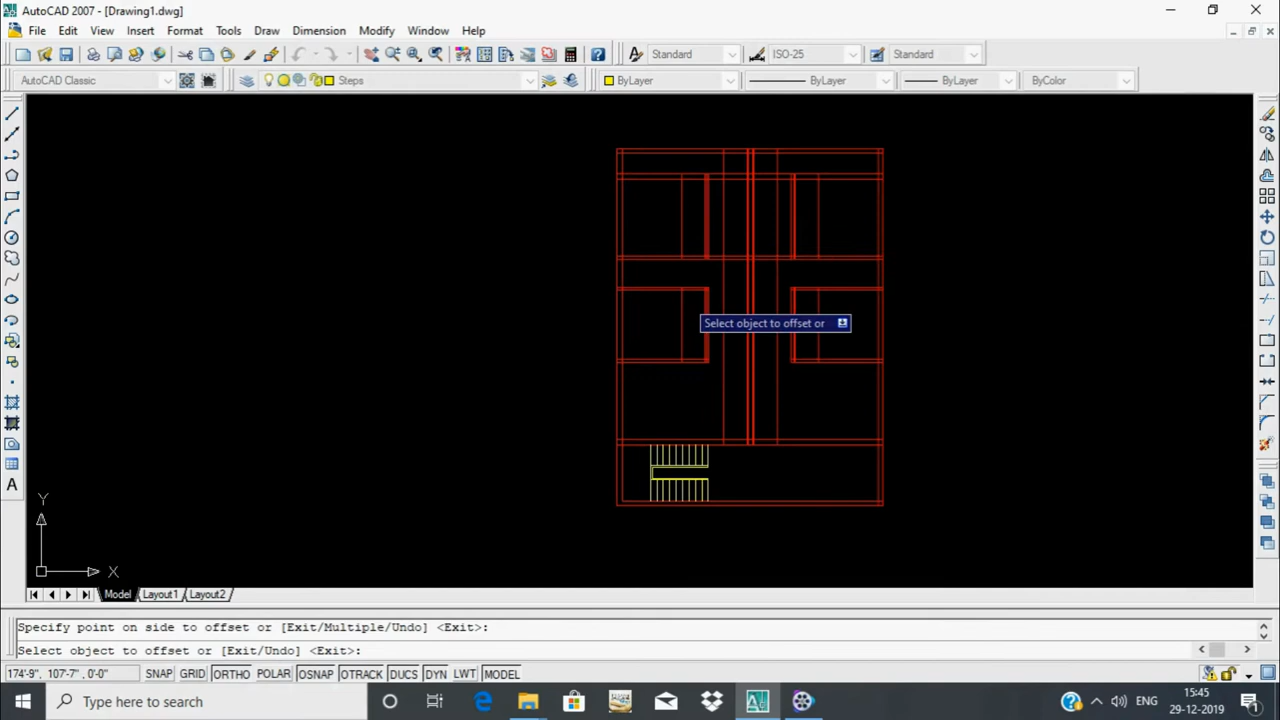 AutoCAD 2007 - [Drawing1.dwg]
File Edit View Insert Format Tools Draw Dimension Modify Window Help
Standard ISO-25 Standard
AutoCAD Classic Steps ByLayer ByLayer ByLayer ByColor
Select object to offset or
A
Y
X
Model Layout1 Layout2
Specify point on side to offset or [Exit/Multiple/Undo] <Exit>:
Select object to offset or [Exit/Undo] <Exit>:
174'-9", 107'-7" , 0'-0" SNAP GRID ORTHO POLAR OSNAP OTRACK DUCS DYN LWT MODEL
Type here to search
ENG
15:45
29-12-2019